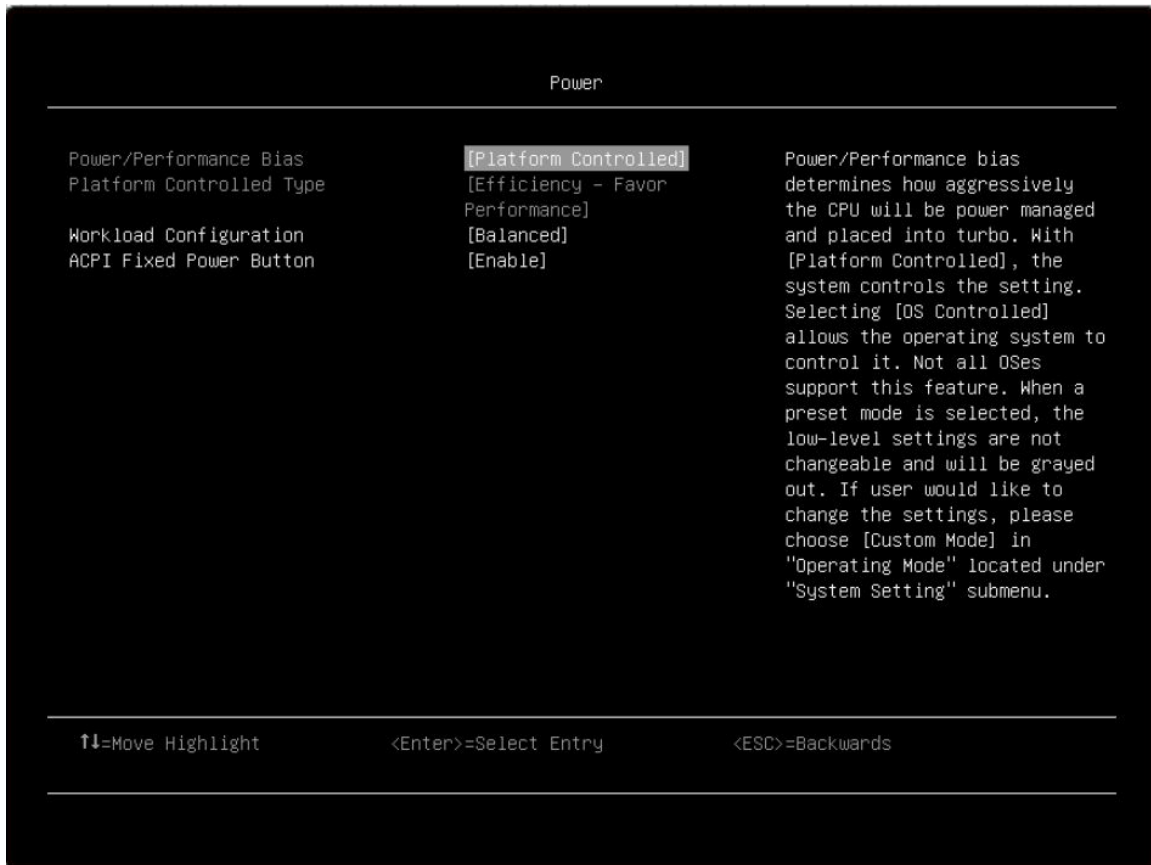 Power
Power/Performance Bias [Platform Controlled]
Platform Controlled Type [Efficiency – Favor
Performance]
Workload Configuration [Balanced]
ACPI Fixed Power Button [Enable]
Power/Performance bias
determines how aggressively
the CPU will be power managed
and placed into turbo. With
[Platform Controlled], the
system controls the setting.
Selecting [OS Controlled]
allows the operating system to
control it. Not all OSes
support this feature. When a
preset mode is selected, the
low-level settings are not
changeable and will be grayed
out. If user would like to
change the settings, please
choose [Custom Mode] in
"Operating Mode" located under
"System Setting" submenu.
↑↓=Move Highlight <Enter>=Select Entry <ESC>=Backwards